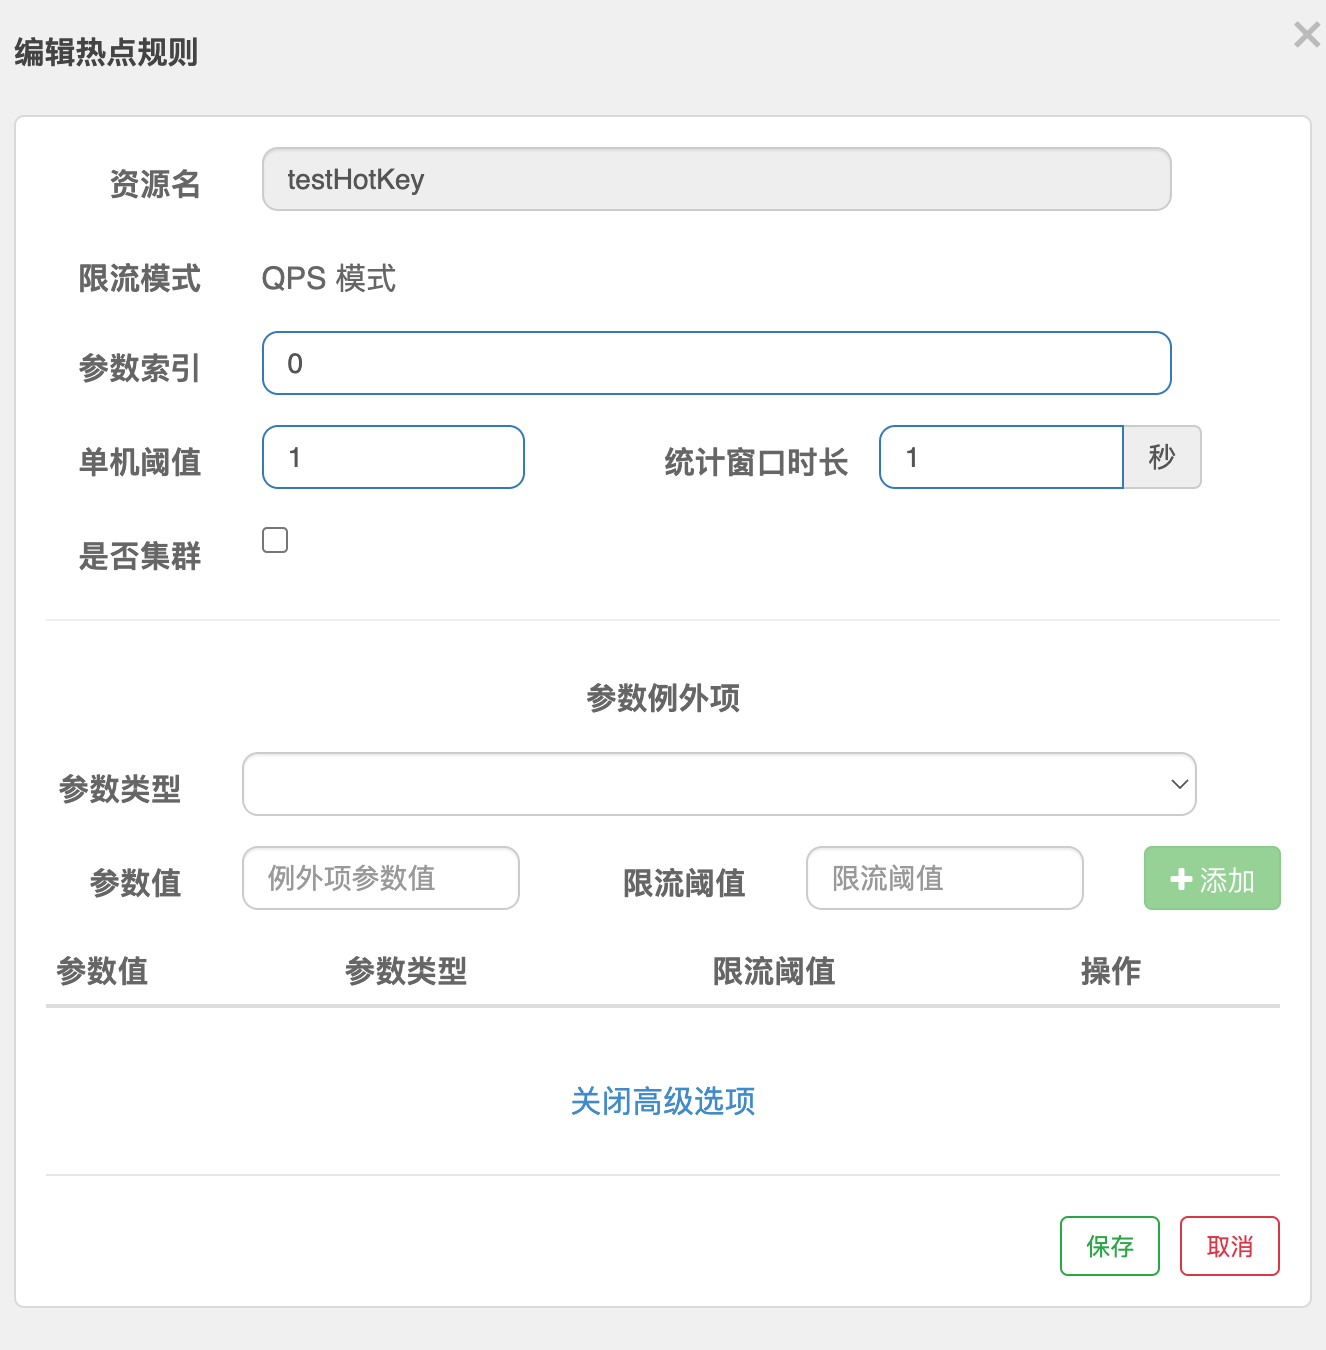 编辑热点规则
资源名 testHotKey
限流模式 QPS 模式
参数索引 0
单机阈值 1 统计窗口时长 1 秒
是否集群
参数例外项
参数类型
参数值 例外项参数值 限流阈值 限流阈值 添加
参数值 参数类型 限流阈值 操作
关闭高级选项
保存 取消